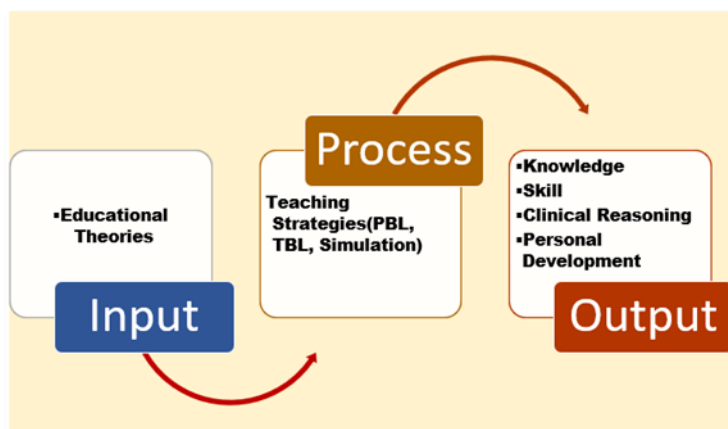 ▪Educational
Theories
Input
Process
Teaching
Strategies(PBL,
TBL, Simulation)
▪Knowledge
▪Skill
▪Clinical Reasoning
▪Personal
Development
Output